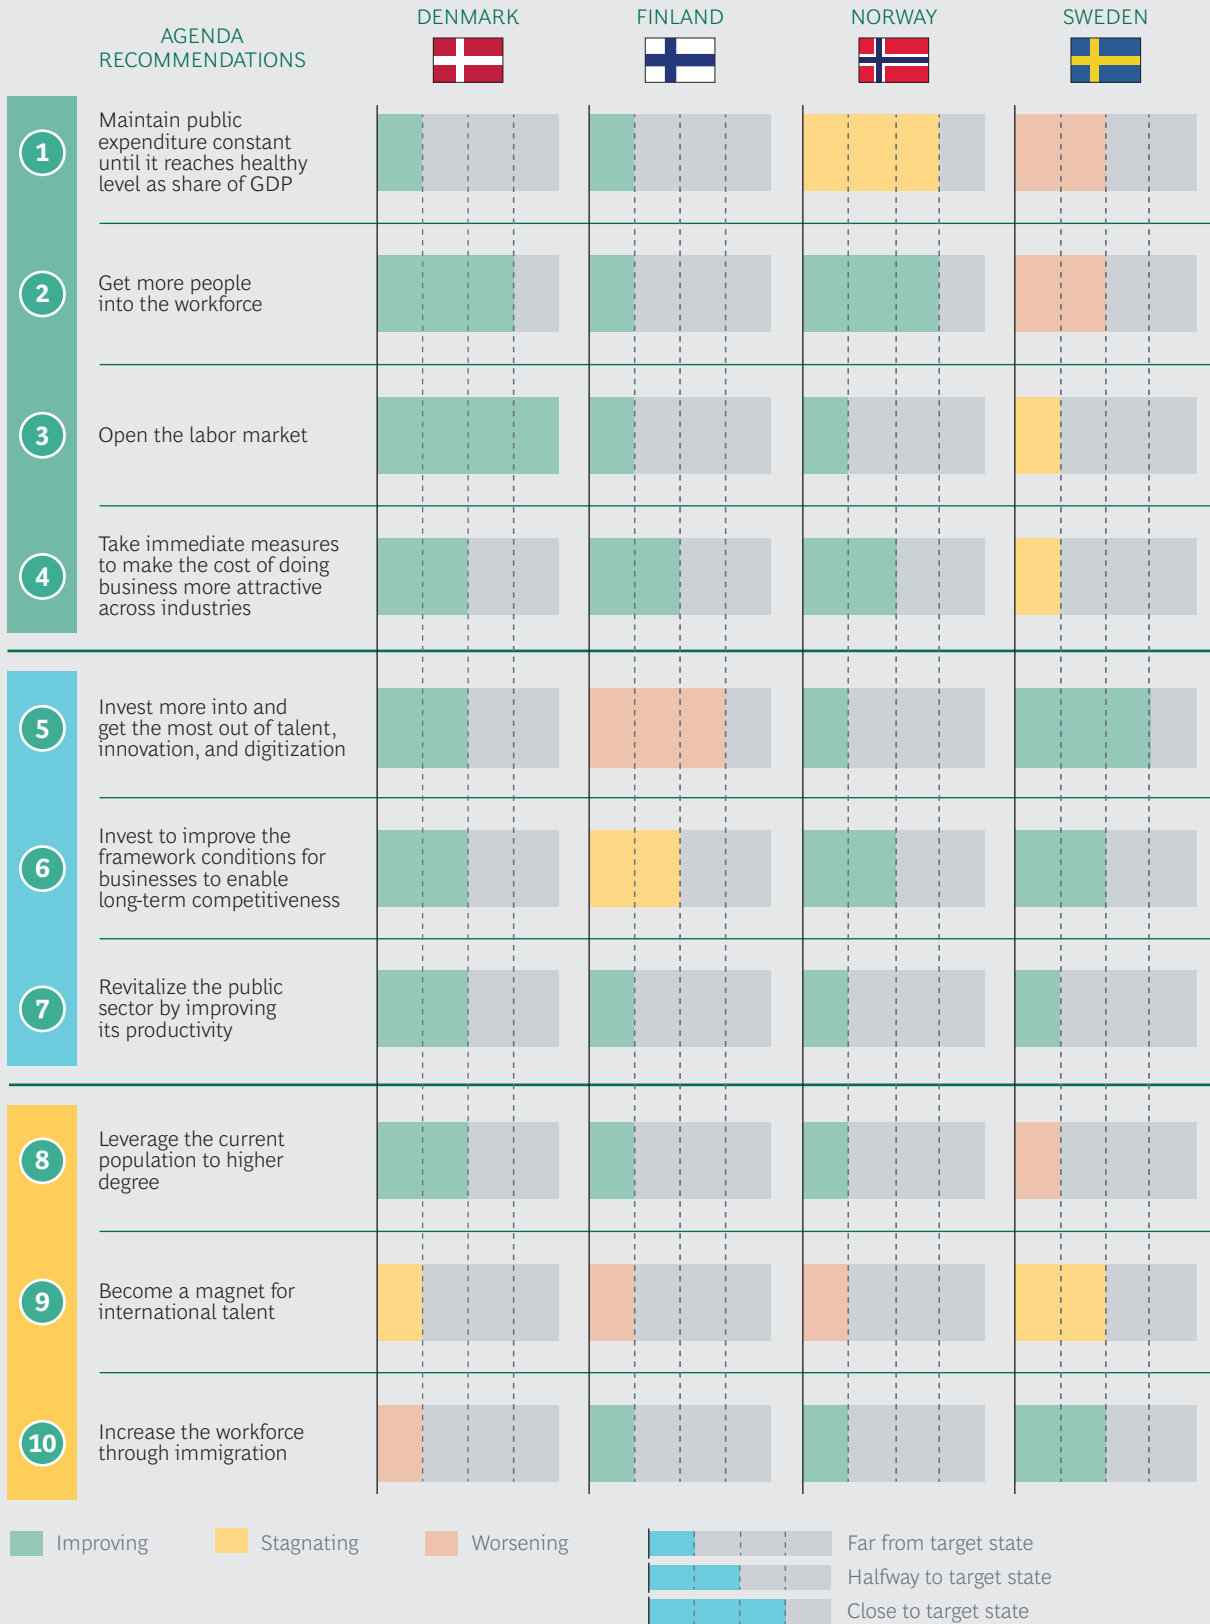 AGENDA
RECOMMENDATIONS
DENMARK
FINLAND
NORWAY
SWEDEN
1
Maintain public
expenditure constant
until it reaches healthy
level as share of GDP
2
Get more people
into the workforce
3
Open the labor market
4
Take immediate measures
to make the cost of doing
business more attractive
across industries
5
Invest more into and
get the most out of talent,
innovation, and digitization
6
Invest to improve the
framework conditions for
businesses to enable
long-term competitiveness
7
Revitalize the public
sector by improving
its productivity
8
Leverage the current
population to higher
degree
9
Become a magnet for
international talent
10
Increase the workforce
through immigration
Improving
Stagnating
Worsening
Far from target state
Halfway to target state
Close to target state